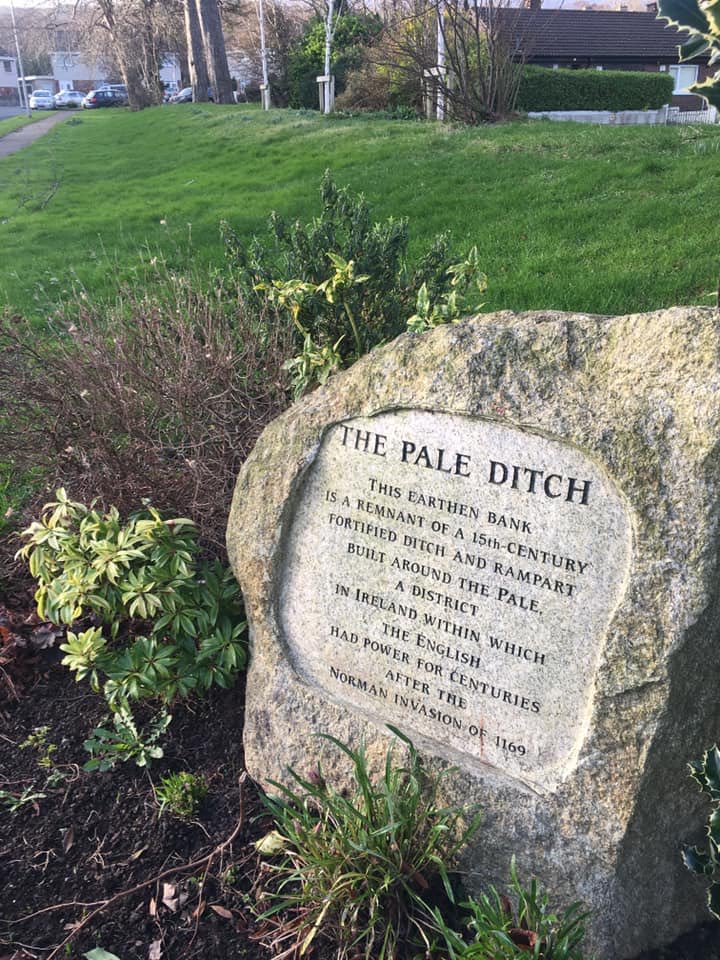 THE PALE DITCH
THIS EARTHEN BANK
IS A REMNANT OF A 15th-CENTURY
FORTIFIED DITCH AND RAMPART
BUILT AROUND THE PALE,
A DISTRICT
IN IRELAND WITHIN WHICH
THE ENGLISH
HAD POWER FOR CENTURIES
AFTER THE
NORMAN INVASION OF 1169